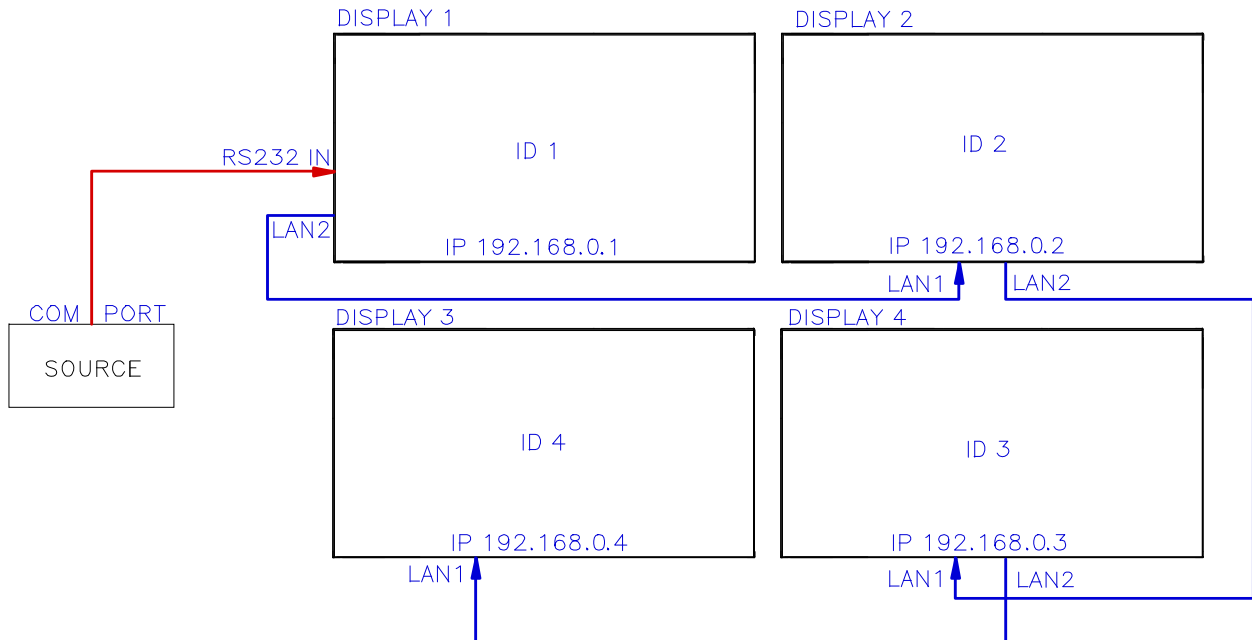 DISPLAY 1
DISPLAY 2
ID 1
ID 2
RS232 IN
LAN2
IP 192.168.0.1
IP 192.168.0.2
LAN1
LAN2
COM PORT
SOURCE
DISPLAY 3
DISPLAY 4
ID 4
ID 3
IP 192.168.0.4
IP 192.168.0.3
LAN1
LAN1
LAN2